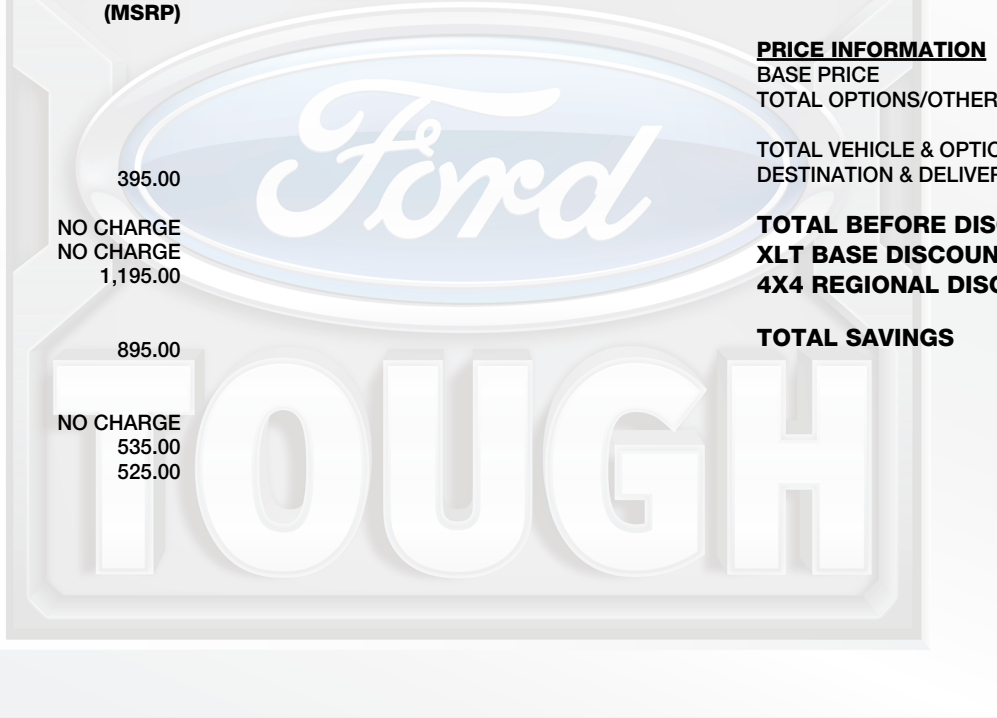 (MSRP)
395.00
NO CHARGE
NO CHARGE
1,195.00
895.00
NO CHARGE
535.00
525.00
PRICE INFORMATION
BASE PRICE
TOTAL OPTIONS/OTHER
TOTAL VEHICLE & OPTIO
DESTINATION & DELIVER
TOTAL BEFORE DISC
XLT BASE DISCOUN
4X4 REGIONAL DISC
TOTAL SAVINGS
Ford
TOUGH